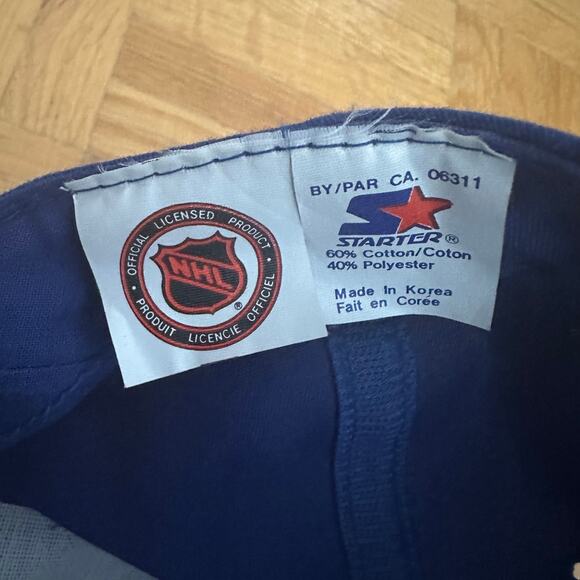 OFFICIAL LICENSED PRODUCT
NHL
®
PRODUIT LICENCIE OFFICIEL
BY/PAR CA. 06311
STARTER®
60% Cotton/Coton
40% Polyester
Made In Korea
Fait en Corée